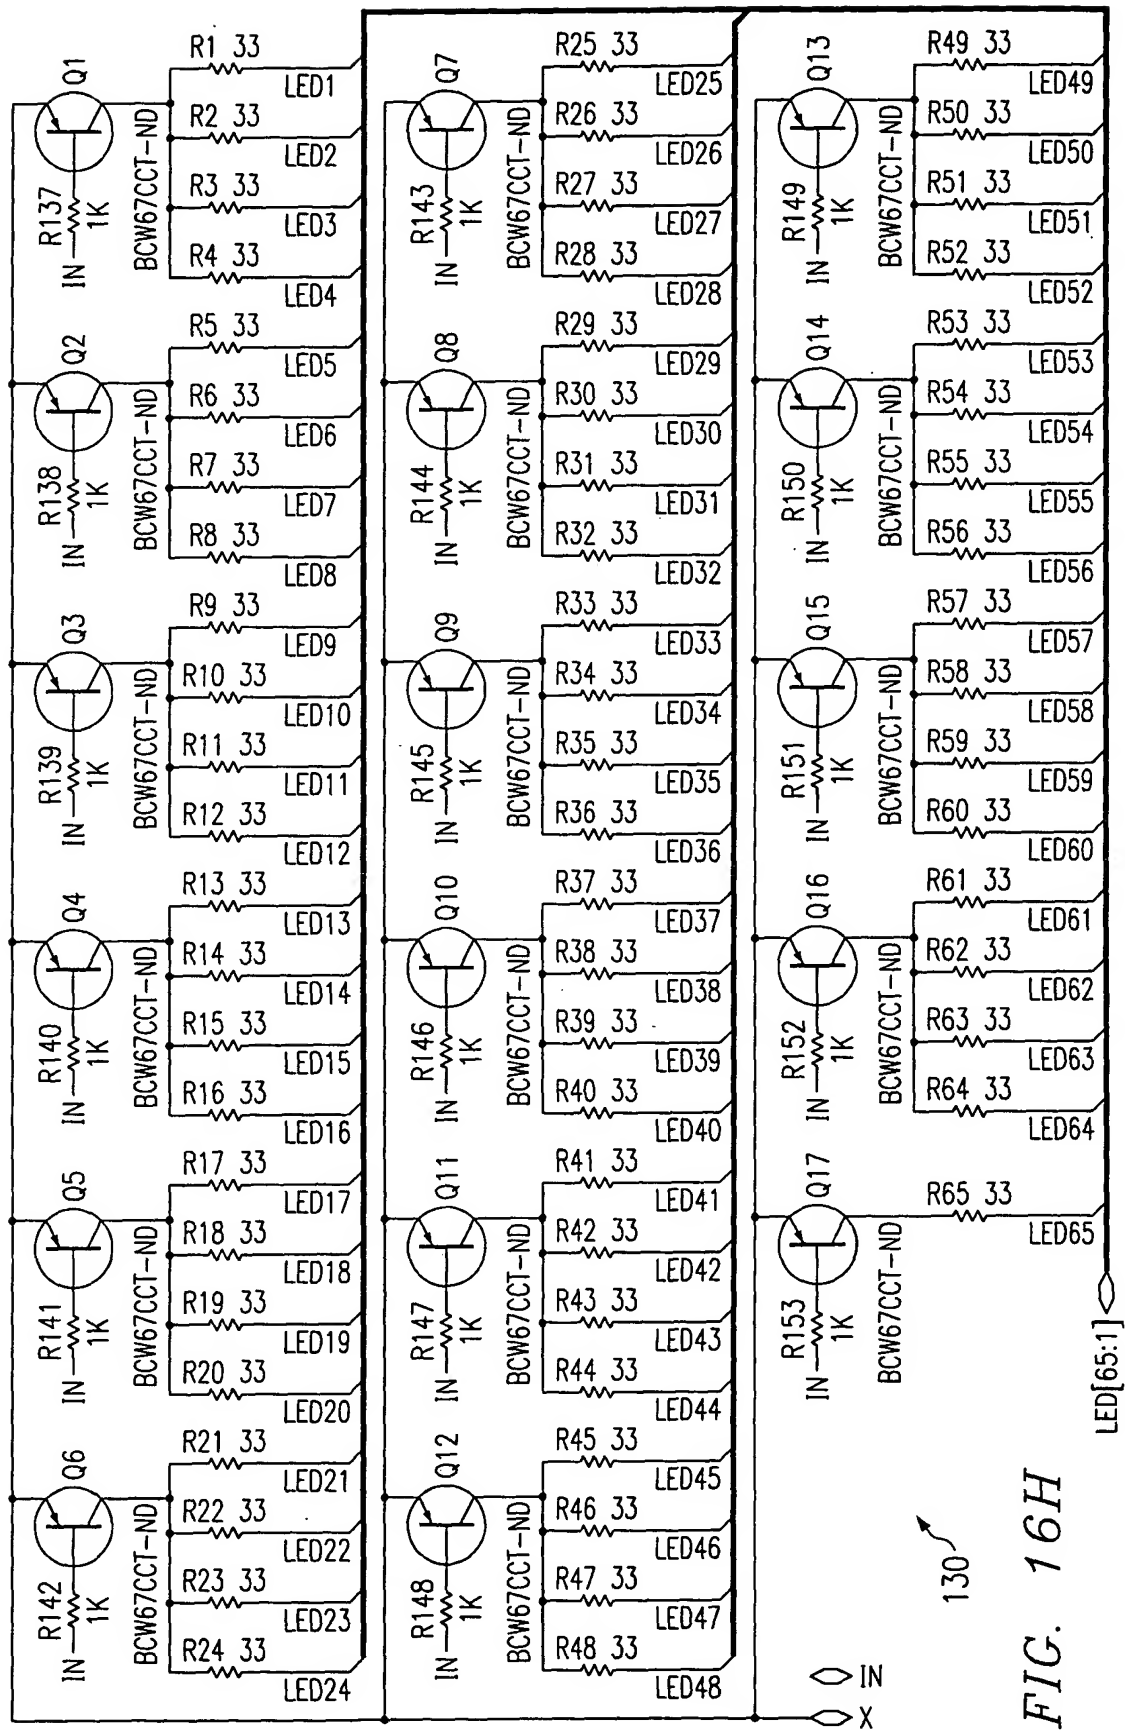 Q1
R137
1K
IN
BCW67CCT-ND
R1 33
LED1
R2 33
LED2
R3 33
LED3
R4 33
LED4
Q2
R138
1K
IN
BCW67CCT-ND
R5 33
LED5
R6 33
LED6
R7 33
LED7
R8 33
LED8
Q3
R139
1K
IN
BCW67CCT-ND
R9 33
LED9
R10 33
LED10
R11 33
LED11
R12 33
LED12
Q4
R140
1K
IN
BCW67CCT-ND
R13 33
LED13
R14 33
LED14
R15 33
LED15
R16 33
LED16
Q5
R141
1K
IN
BCW67CCT-ND
R17 33
LED17
R18 33
LED18
R19 33
LED19
R20 33
LED20
Q6
R142
1K
IN
BCW67CCT-ND
R21 33
LED21
R22 33
LED22
R23 33
LED23
R24 33
LED24
Q7
R143
1K
IN
BCW67CCT-ND
R25 33
LED25
R26 33
LED26
R27 33
LED27
R28 33
LED28
Q8
R144
1K
IN
BCW67CCT-ND
R29 33
LED29
R30 33
LED30
R31 33
LED31
R32 33
LED32
Q9
R145
1K
IN
BCW67CCT-ND
R33 33
LED33
R34 33
LED34
R35 33
LED35
R36 33
LED36
Q10
R146
1K
IN
BCW67CCT-ND
R37 33
LED37
R38 33
LED38
R39 33
LED39
R40 33
LED40
Q11
R147
1K
IN
BCW67CCT-ND
R41 33
LED41
R42 33
LED42
R43 33
LED43
R44 33
LED44
Q12
R148
1K
IN
BCW67CCT-ND
R45 33
LED45
R46 33
LED46
R47 33
LED47
R48 33
LED48
Q13
R149
1K
IN
BCW67CCT-ND
R49 33
LED49
R50 33
LED50
R51 33
LED51
R52 33
LED52
Q14
R150
1K
IN
BCW67CCT-ND
R53 33
LED53
R54 33
LED54
R55 33
LED55
R56 33
LED56
Q15
R151
1K
IN
BCW67CCT-ND
R57 33
LED57
R58 33
LED58
R59 33
LED59
R60 33
LED60
Q16
R152
1K
IN
BCW67CCT-ND
R61 33
LED61
R62 33
LED62
R63 33
LED63
R64 33
LED64
Q17
R153
1K
IN
BCW67CCT-ND
R65 33
LED65
LED[65:1]
IN
X
130
FIG. 16H